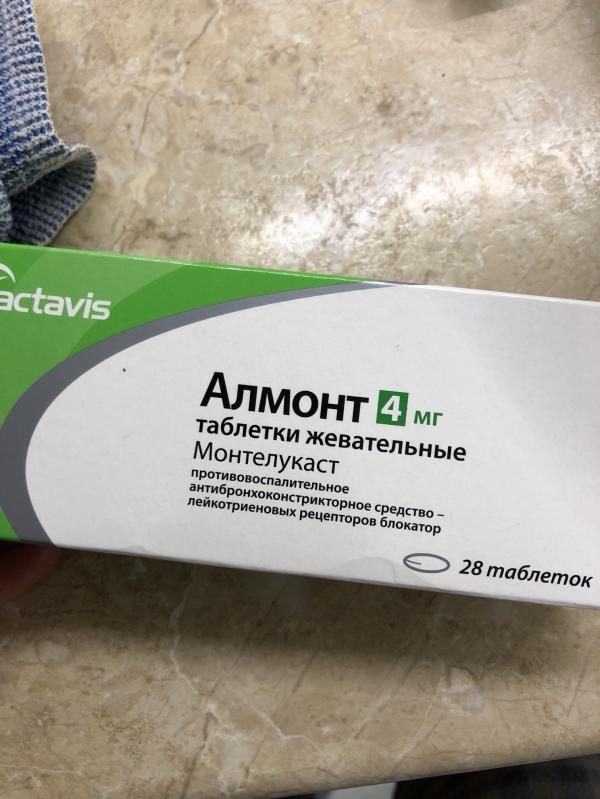 actavis
Алмонт 4 мг
таблетки жевательные
Монтелукаст
противовоспалительное
антибронхоконстрикторное средство –
лейкотриеновых рецепторов блокатор
28 таблеток